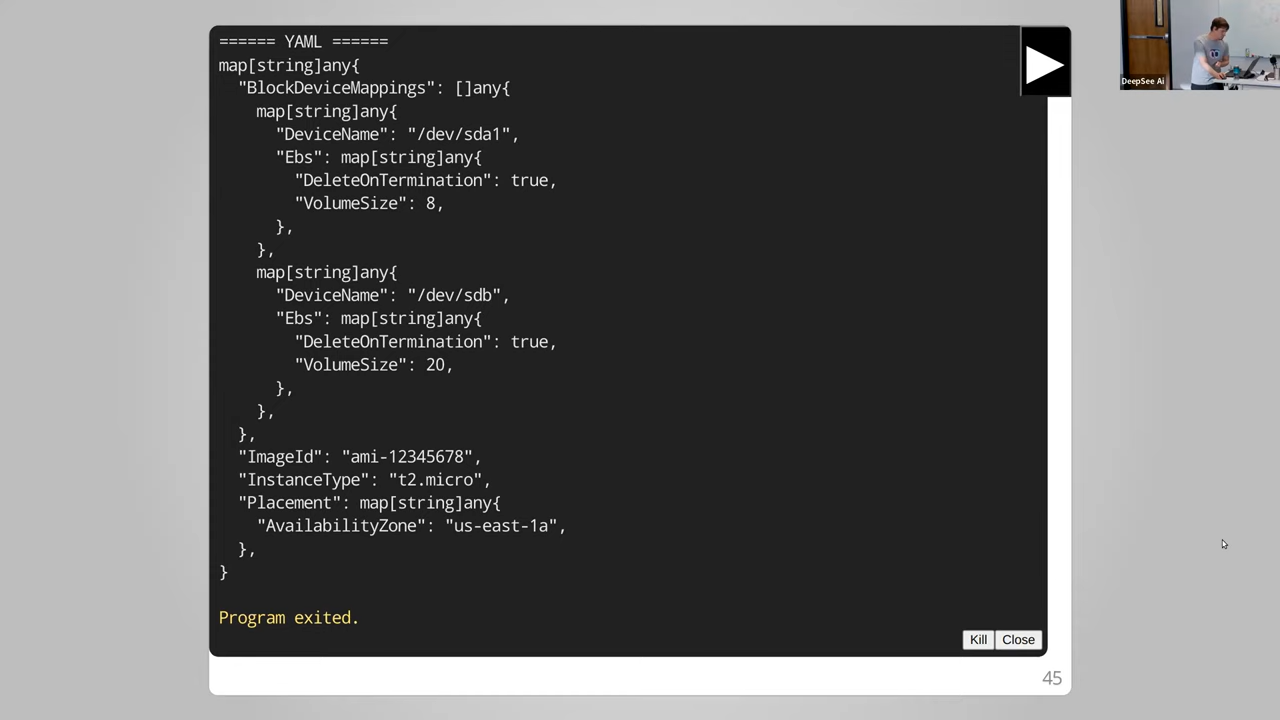 ====== YAML ======
map[string]any{
"BlockDeviceMappings": []any{
map[string]any{
"DeviceName": "/dev/sda1",
"Ebs": map[string]any{
"DeleteOnTermination": true,
"VolumeSize": 8,
},
},
map[string]any{
"DeviceName": "/dev/sdb",
"Ebs": map[string]any{
"DeleteOnTermination": true,
"VolumeSize": 20,
},
},
},
"ImageId": "ami-12345678",
"InstanceType": "t2.micro",
"Placement": map[string]any{
"AvailabilityZone": "us-east-1a",
},
}
Program exited.
Kill Close
45
DeepSee Ai